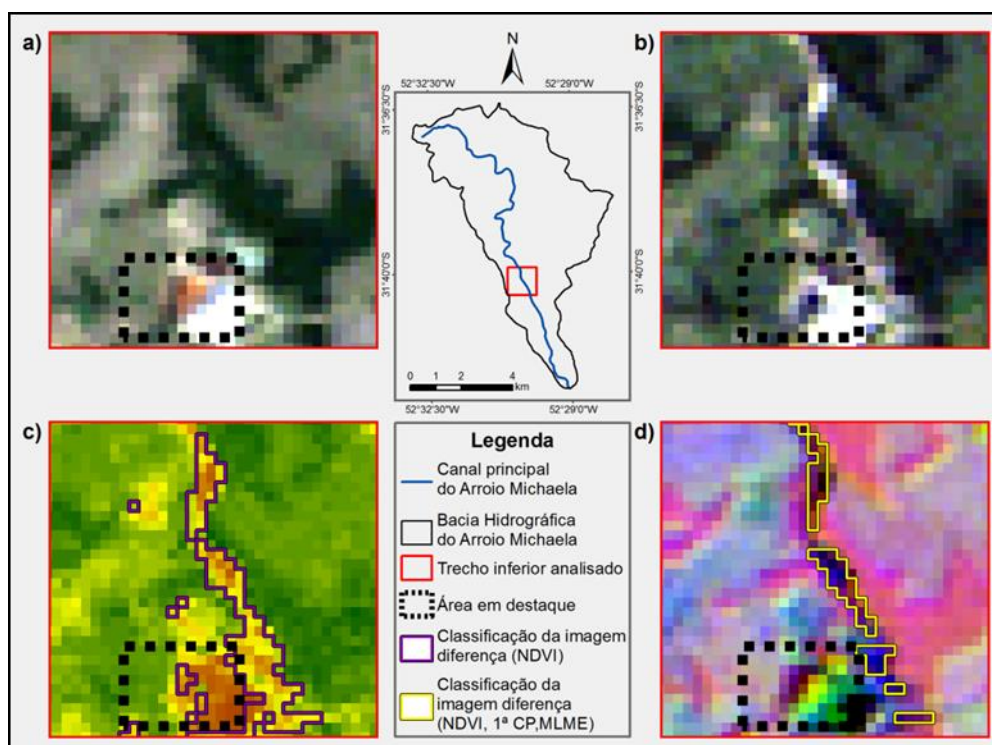 a)
N
b)
52°32'30"W
52°29'0"W
31°36'30"S
31°36'30"S
31°40'0"S
31°40'0"S
0 1 2 4
km
52°32'30"W
52°29'0"W
c)
Legenda
d)
Canal principal
do Arroio Michaela
Bacia Hidrográfica
do Arroio Michaela
Trecho inferior analisado
Área em destaque
Classificação da imagem
diferença (NDVI)
Classificação da
imagem diferença
(NDVI, 1ª CP,MLME)